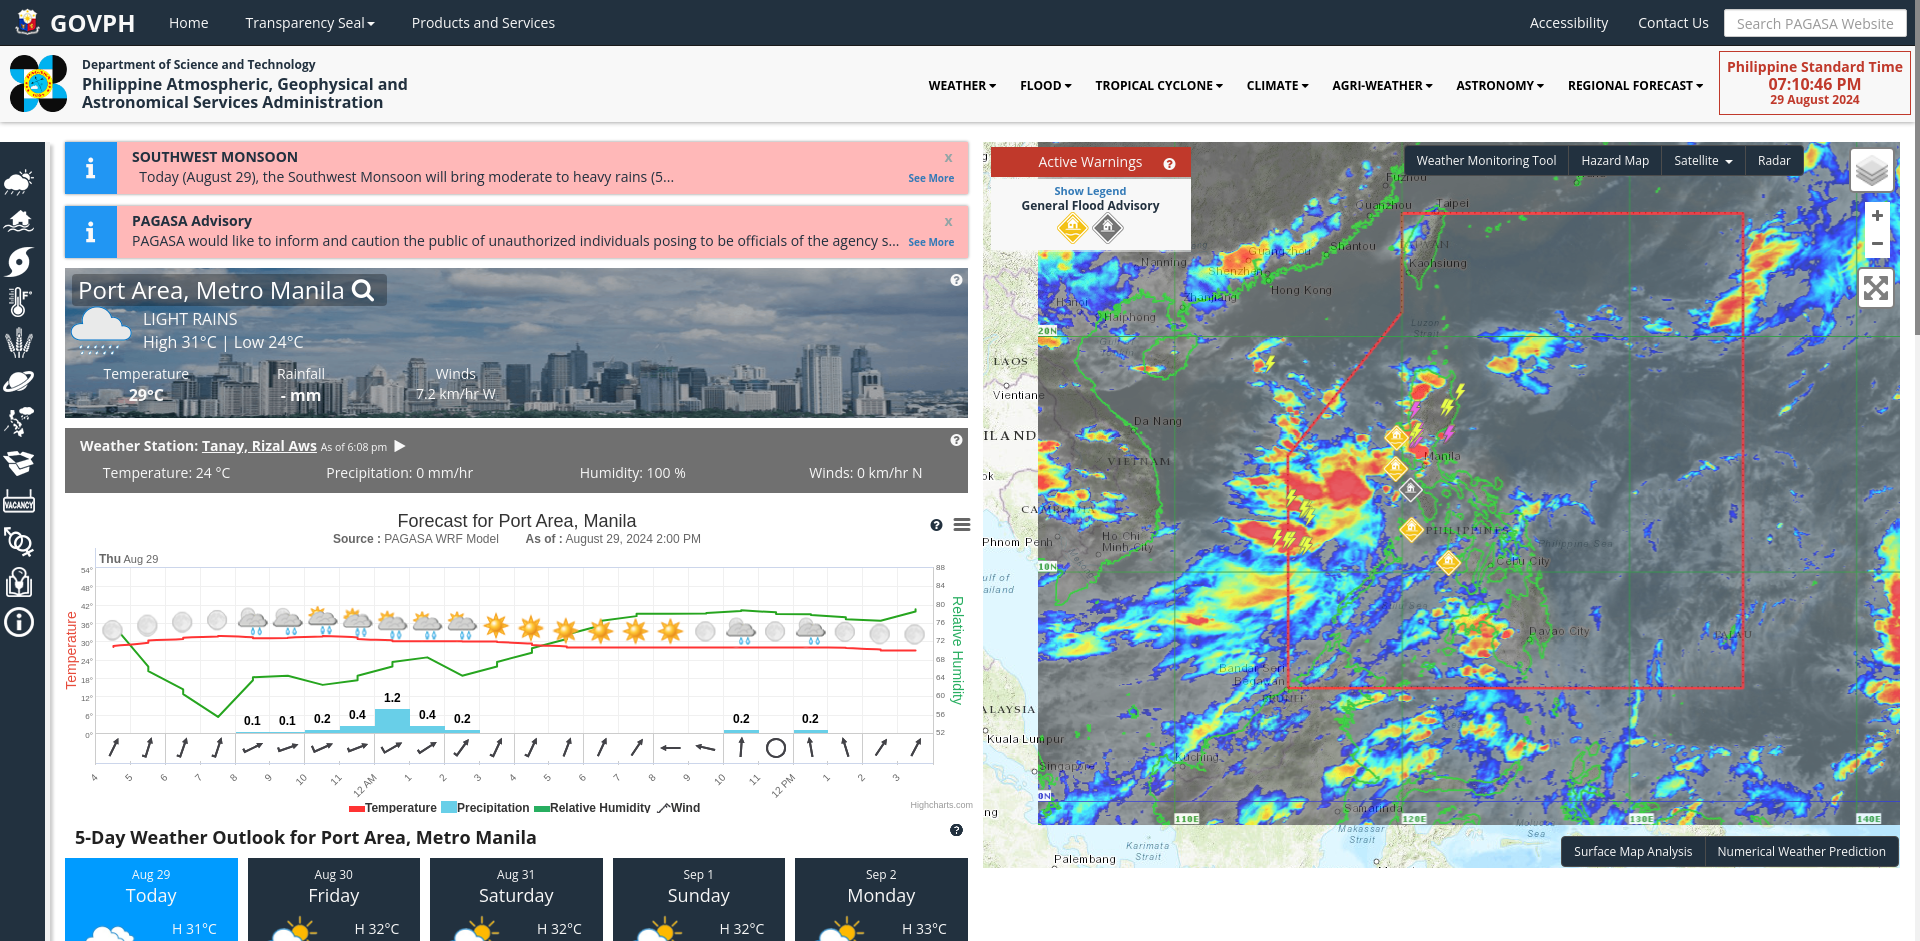 GOVPH
Home
Transparency Seal
Products and Services
Accessibility
Contact Us
Search PAGASA Website
Department of Science and Technology
Philippine Atmospheric, Geophysical and
Astronomical Services Administration
WEATHER
FLOOD
TROPICAL CYCLONE
CLIMATE
AGRI-WEATHER
ASTRONOMY
REGIONAL FORECAST
Philippine Standard Time
07:10:46 PM
29 August 2024
SOUTHWEST MONSOON
x
Today (August 29), the Southwest Monsoon will bring moderate to heavy rains (5...
See More
PAGASA Advisory
x
PAGASA would like to inform and caution the public of unauthorized individuals posing to be officials of the agency s...
See More
Port Area, Metro Manila
LIGHT RAINS
High 31°C | Low 24°C
Temperature
29°C
Rainfall
- mm
Winds
7.2 km/hr W
Weather Station: Tanay, Rizal Aws As of 6:08 pm
Temperature: 24 °C
Precipitation: 0 mm/hr
Humidity: 100 %
Winds: 0 km/hr N
Forecast for Port Area, Manila
Source : PAGASA WRF Model As of : August 29, 2024 2:00 PM
Thu Aug 29
Temperature
54°
48°
42°
36°
30°
24°
18°
12°
6°
0°
Relative Humidity
88
84
80
76
72
68
64
60
56
52
0.1
0.1
0.2
0.4
1.2
0.4
0.2
0.2
0.2
4
5
6
7
8
9
10
11
12 AM
1
2
3
4
5
6
7
8
9
10
11
12 PM
1
2
3
Temperature
Precipitation
Relative Humidity
Wind
Highcharts.com
5-Day Weather Outlook for Port Area, Metro Manila
Aug 29
Today
H 31°C
Aug 30
Friday
H 32°C
Aug 31
Saturday
H 32°C
Sep 1
Sunday
H 32°C
Sep 2
Monday
H 33°C
VACANCY
Active Warnings
Show Legend
General Flood Advisory
Weather Monitoring Tool
Hazard Map
Satellite
Radar
+
−
Fuzhou
Quanzhou
Taipei
Shantou
Kaohsiung
Guangzhou
Shenzhen
Nanning
Hong Kong
Zhanjiang
Hanoi
Haiphong
Luzon
Strait
20N
LAOS
Vientiane
Da Nang
ILAND
VIETNAM
Manila
ok
CAMBODIA
Phnom Penh
Ho Chi
Minh City
PHILIPPINES
Philippine Sea
Cebu City
10N
ulf of
ailand
Davao City
PALAU
Bandar Seri
Begawan
BRUNEI
ALAYSIA
Kuala Lumpur
Kuching
Singapore
0N
ng
Samarinda
110E
120E
130E
140E
Makassar
Strait
Karimata
Strait
Sea
Palembang
Surface Map Analysis
Numerical Weather Prediction